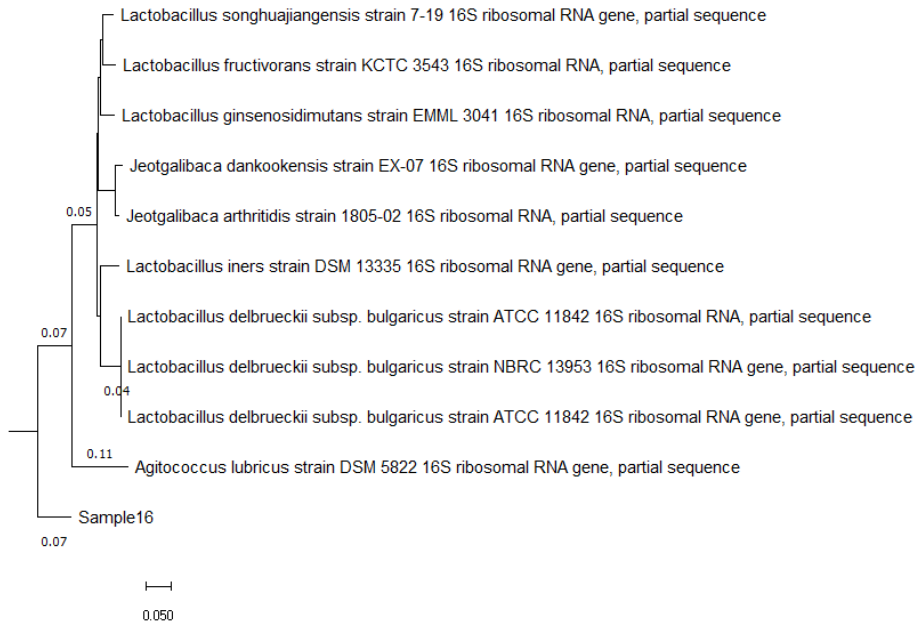 Lactobacillus songhuajiangensis strain 7-19 16S ribosomal RNA gene, partial sequence
Lactobacillus fructivorans strain KCTC 3543 16S ribosomal RNA, partial sequence
Lactobacillus ginsenosidimutans strain EMML 3041 16S ribosomal RNA, partial sequence
Jeotgalibaca dankookensis strain EX-07 16S ribosomal RNA gene, partial sequence
0.05
Jeotgalibaca arthritidis strain 1805-02 16S ribosomal RNA, partial sequence
Lactobacillus iners strain DSM 13335 16S ribosomal RNA gene, partial sequence
Lactobacillus delbrueckii subsp. bulgaricus strain ATCC 11842 16S ribosomal RNA, partial sequence
0.07
Lactobacillus delbrueckii subsp. bulgaricus strain NBRC 13953 16S ribosomal RNA gene, partial sequence
0.04
Lactobacillus delbrueckii subsp. bulgaricus strain ATCC 11842 16S ribosomal RNA gene, partial sequence
0.11
Agitococcus lubricus strain DSM 5822 16S ribosomal RNA gene, partial sequence
Sample16
0.07
0.050